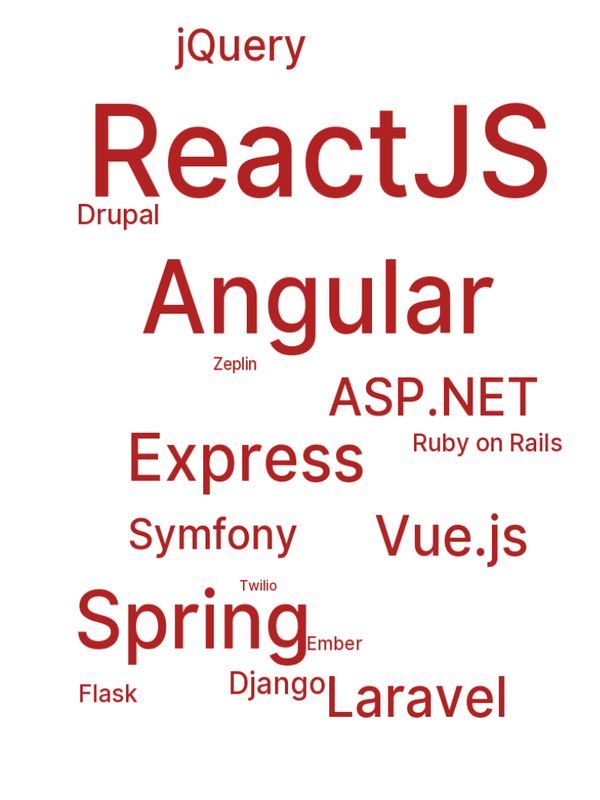 jQuery
ReactJS
Drupal
Angular
Zeplin
ASP.NET
Ruby on Rails
Express
Symfony
Vue.js
Twilio
Spring
Ember
Django
Flask
Laravel